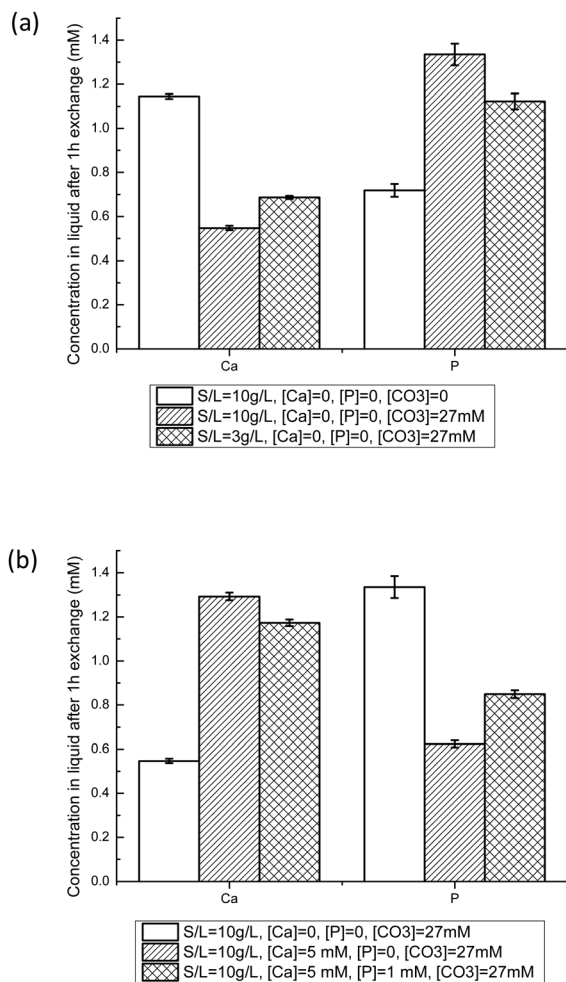 (a)
Concentration in liquid after 1h exchange (mM)
1.4
1.2
1.0
0.8
0.6
0.4
0.2
0.0
Ca
P
S/L=10g/L, [Ca]=0, [P]=0, [CO3]=0
S/L=10g/L, [Ca]=0, [P]=0, [CO3]=27mM
S/L=3g/L, [Ca]=0, [P]=0, [CO3]=27mM
(b)
Concentration in liquid after 1h exchange (mM)
1.4
1.2
1.0
0.8
0.6
0.4
0.2
0.0
Ca
P
S/L=10g/L, [Ca]=0, [P]=0, [CO3]=27mM
S/L=10g/L, [Ca]=5 mM, [P]=0, [CO3]=27mM
S/L=10g/L, [Ca]=5 mM, [P]=1 mM, [CO3]=27mM